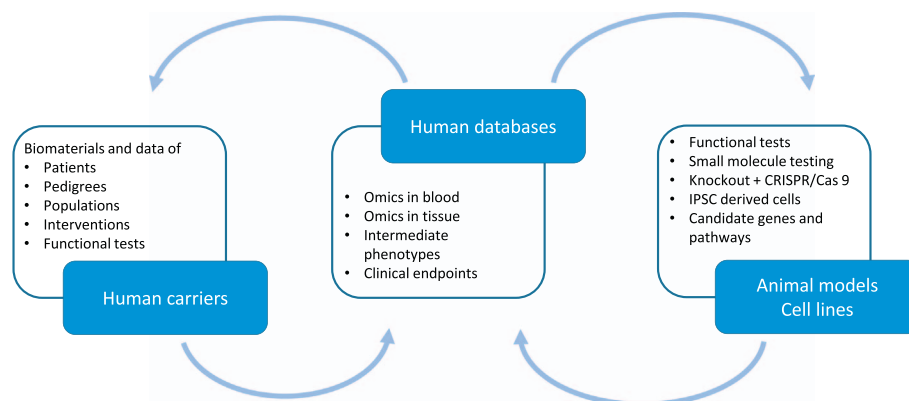 Biomaterials and data of
• Patients
• Pedigrees
• Populations
• Interventions
• Functional tests
Human carriers
Human databases
• Omics in blood
• Omics in tissue
• Intermediate
phenotypes
• Clinical endpoints
• Functional tests
• Small molecule testing
• Knockout + CRISPR/Cas 9
• IPSC derived cells
• Candidate genes and
pathways
Animal models
Cell lines